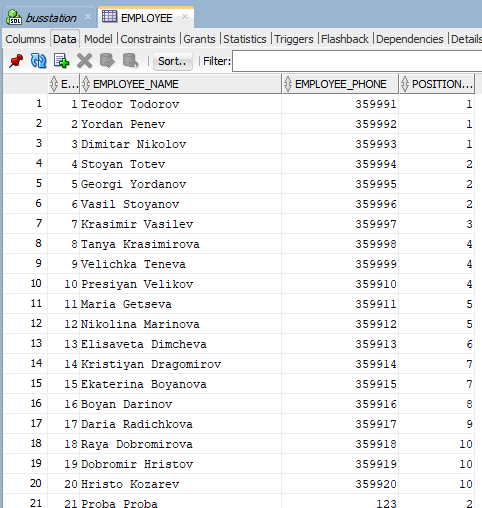 SQL busstation × EMPLOYEE ×
Columns Data Model Constraints Grants Statistics Triggers Flashback Dependencies Details
Sort.. Filter:
E... EMPLOYEE_NAME EMPLOYEE_PHONE POSITION...
1 1 Teodor Todorov 359991 1
2 2 Yordan Penev 359992 1
3 3 Dimitar Nikolov 359993 1
4 4 Stoyan Totev 359994 2
5 5 Georgi Yordanov 359995 2
6 6 Vasil Stoyanov 359996 2
7 7 Krasimir Vasilev 359997 3
8 8 Tanya Krasimirova 359998 4
9 9 Velichka Teneva 359999 4
10 10 Presiyan Velikov 359910 4
11 11 Maria Getseva 359911 5
12 12 Nikolina Marinova 359912 5
13 13 Elisaveta Dimcheva 359913 6
14 14 Kristiyan Dragomirov 359914 7
15 15 Ekaterina Boyanova 359915 7
16 16 Boyan Darinov 359916 8
17 17 Daria Radichkova 359917 9
18 18 Raya Dobromirova 359918 10
19 19 Dobromir Hristov 359919 10
20 20 Hristo Kozarev 359920 10
21 21 Proba Proba 123 2